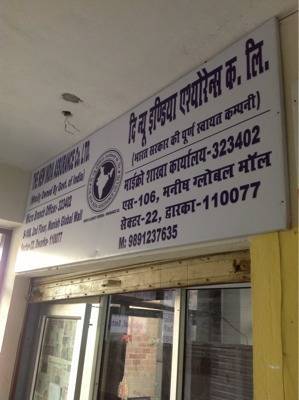 THE NEW INDIA ASSURANCE CO. LTD.
(Wholly Owned By Govt. of India)
Micro Branch Office-323402
S-106, 2nd Floor, Manish Global Mall
Sector-22, Dwarka-110077
दि न्यू इण्डिया एश्योरेन्स क. लि.
(भारत सरकार की पूर्ण स्वायत कम्पनी)
माईक्रो शाखा कार्यालय-323402
एस-106, मनीष ग्लोबल मॉल
सेक्टर-22, द्वारका-110077
M: 9891237635